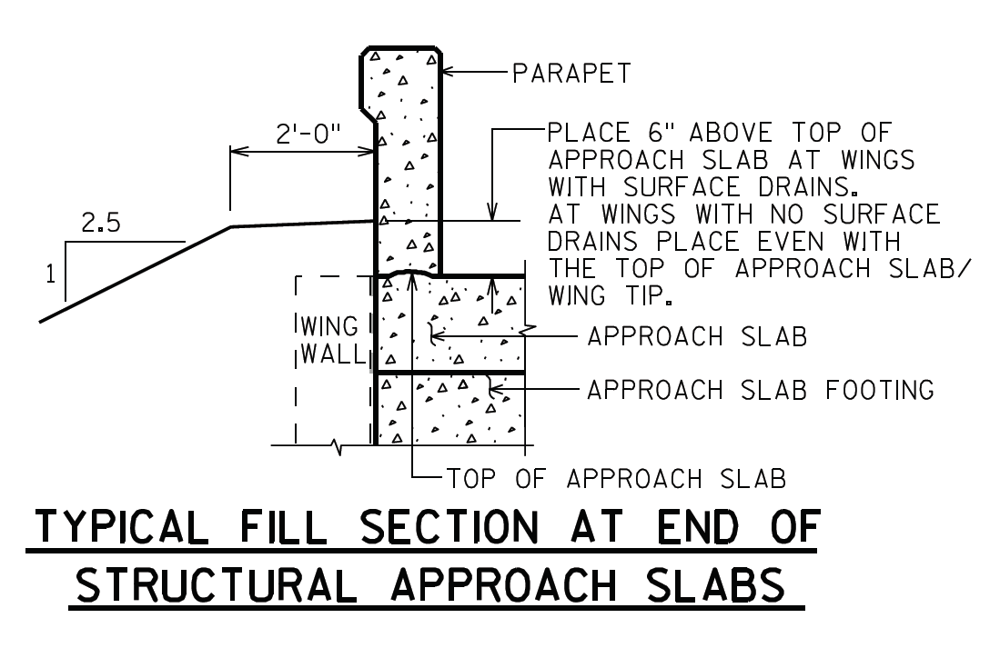 PARAPET
2'-0"
PLACE 6" ABOVE TOP OF
APPROACH SLAB AT WINGS
WITH SURFACE DRAINS.
AT WINGS WITH NO SURFACE
DRAINS PLACE EVEN WITH
THE TOP OF APPROACH SLAB/
WING TIP.
2.5
1
WING
WALL
APPROACH SLAB
APPROACH SLAB FOOTING
TOP OF APPROACH SLAB
TYPICAL FILL SECTION AT END OF
STRUCTURAL APPROACH SLABS